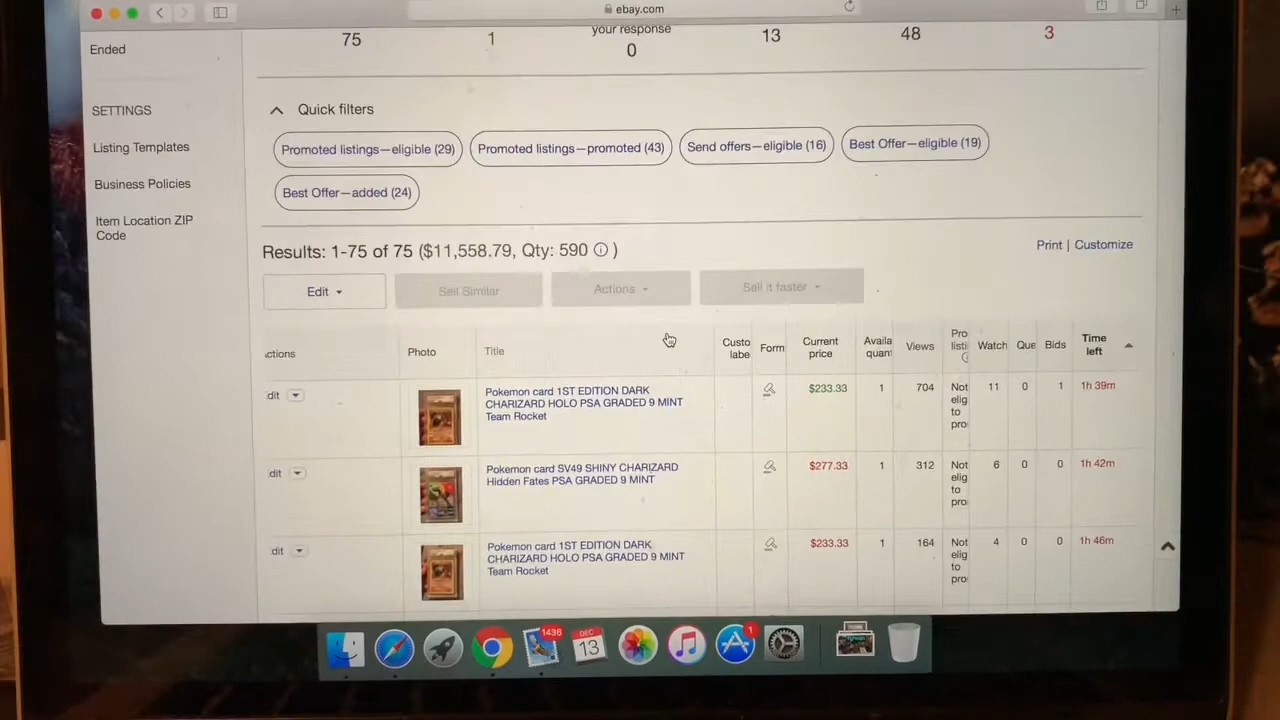 ebay.com
your response
75
1
0
13
48
3
Ended
SETTINGS
Listing Templates
Business Policies
Item Location ZIP
Code
Quick filters
Promoted listings—eligible (29)
Promoted listings—promoted (43)
Send offers—eligible (16)
Best Offer—eligible (19)
Best Offer—added (24)
Results: 1-75 of 75 ($11,558.79, Qty: 590 )
Print | Customize
Edit
Sell Similar
Actions
Sell it faster
ctions
Photo
Title
Custo
labe
Form
Current
price
Availa
quan
Views
Pro
listi
Watch
Que
Bids
Time
left
dit
Pokemon card 1ST EDITION DARK
CHARIZARD HOLO PSA GRADED 9 MINT
Team Rocket
$233.33
1
704
Not
elig
to
pro
11
0
1
1h 39m
dit
Pokemon card SV49 SHINY CHARIZARD
Hidden Fates PSA GRADED 9 MINT
$277.33
1
312
Not
elig
to
pro
6
0
0
1h 42m
dit
Pokemon card 1ST EDITION DARK
CHARIZARD HOLO PSA GRADED 9 MINT
Team Rocket
$233.33
1
164
Not
elig
to
pro
4
0
0
1h 46m
1436
DEC
13
1